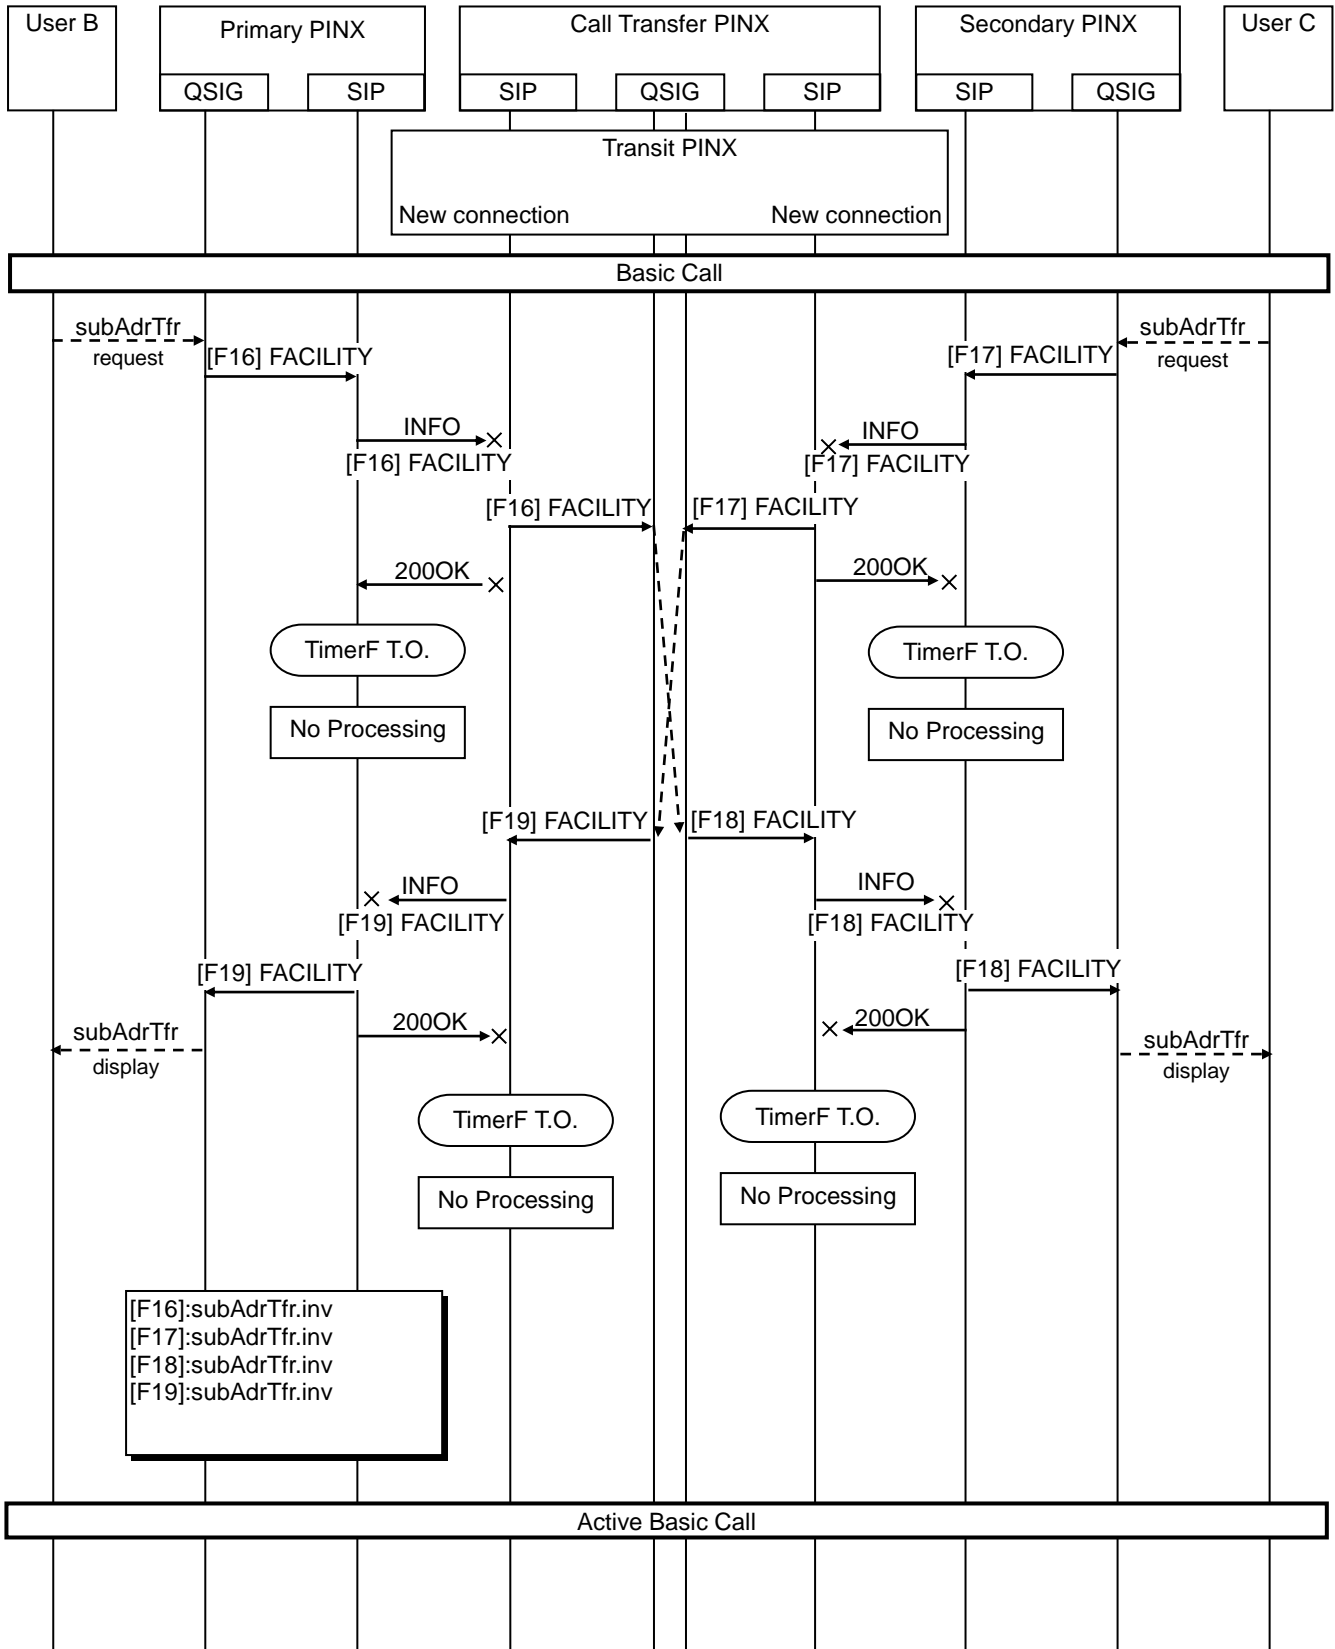 User B
Primary PINX
Call Transfer PINX
Secondary PINX
User C
QSIG
SIP
SIP
QSIG
SIP
SIP
QSIG
Transit PINX
New connection
New connection
Basic Call
subAdrTfr
request
[F16] FACILITY
[F17] FACILITY
subAdrTfr
request
INFO
[F16] FACILITY
INFO
[F17] FACILITY
[F16] FACILITY
[F17] FACILITY
200OK
200OK
TimerF T.O.
TimerF T.O.
No Processing
No Processing
[F19] FACILITY
[F18] FACILITY
INFO
[F19] FACILITY
INFO
[F18] FACILITY
[F19] FACILITY
[F18] FACILITY
200OK
200OK
subAdrTfr
display
subAdrTfr
display
TimerF T.O.
TimerF T.O.
No Processing
No Processing
[F16]:subAdrTfr.inv
[F17]:subAdrTfr.inv
[F18]:subAdrTfr.inv
[F19]:subAdrTfr.inv
Active Basic Call